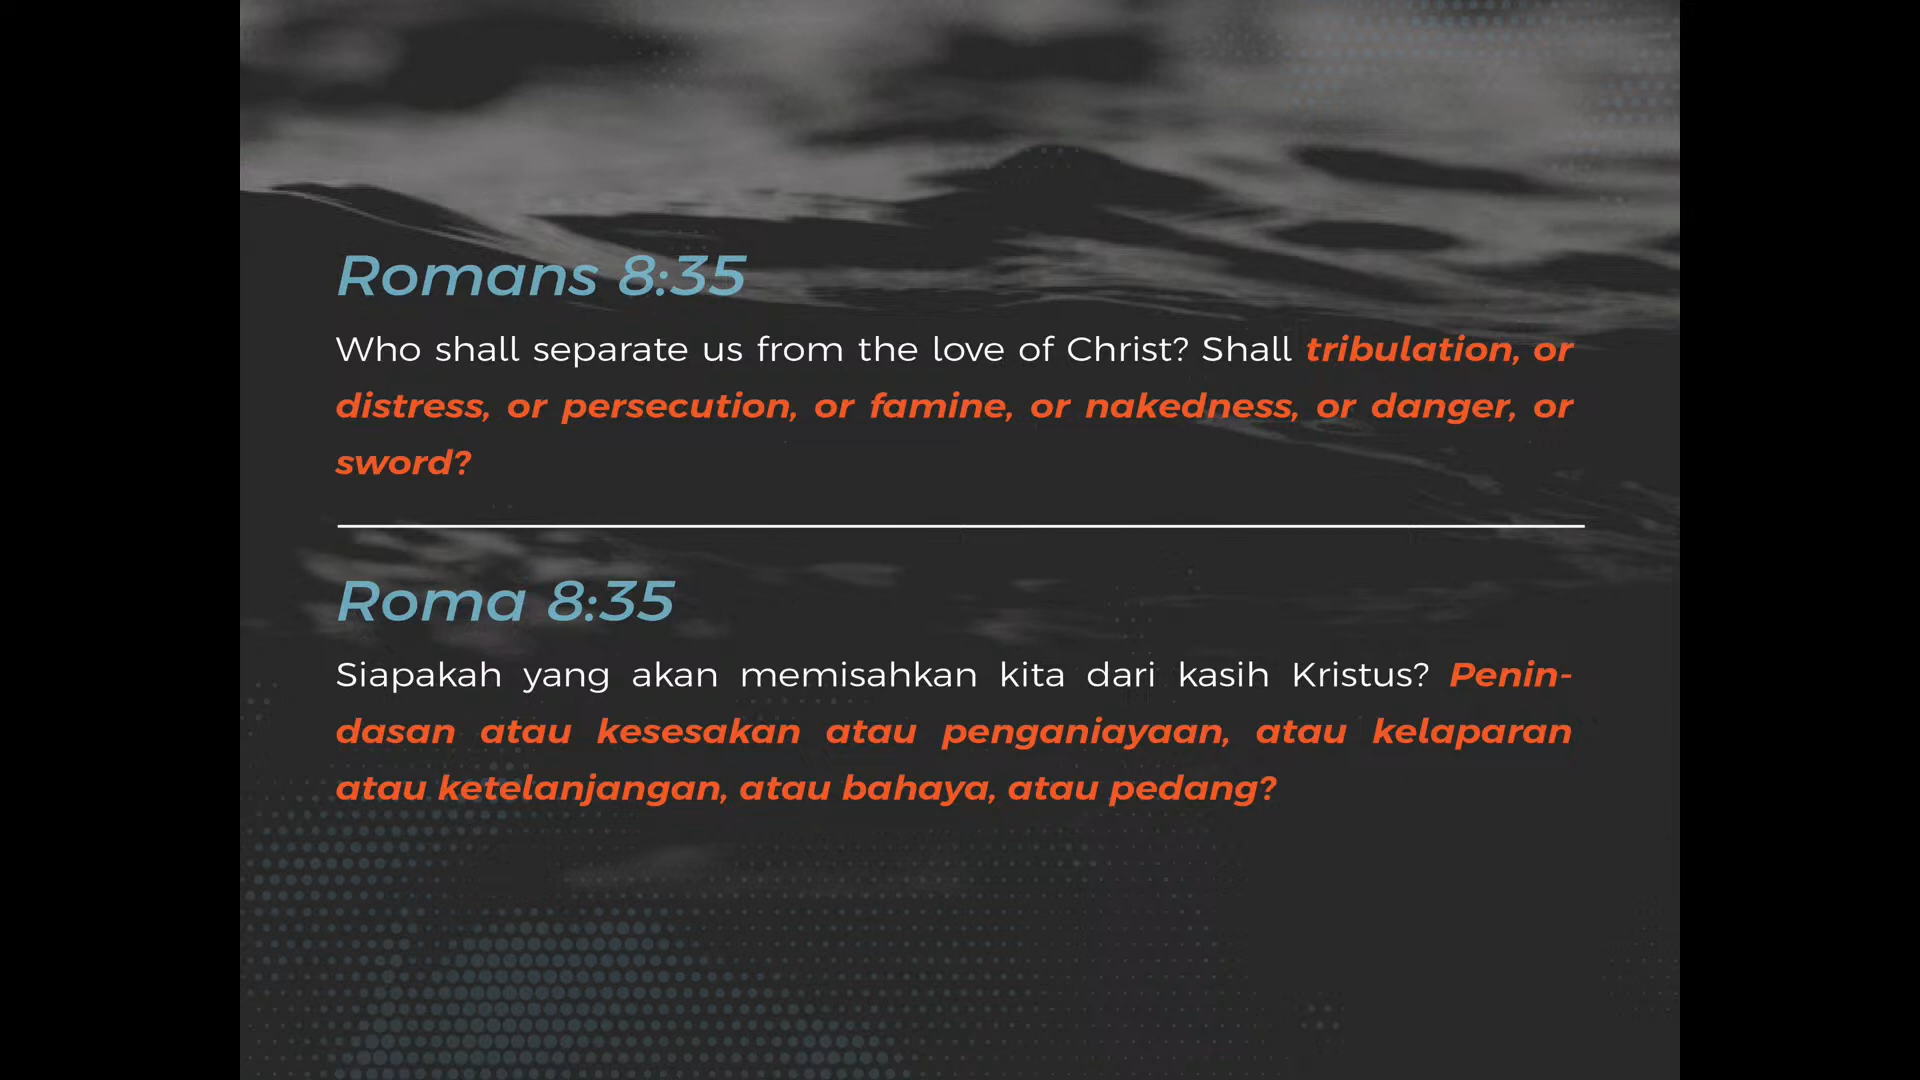 Romans 8:35
Who shall separate us from the love of Christ? Shall tribulation, or
distress, or persecution, or famine, or nakedness, or danger, or
sword?
Roma 8:35
Siapakah yang akan memisahkan kita dari kasih Kristus? Penin-
dasan atau kesesakan atau penganiayaan, atau kelaparan
atau ketelanjangan, atau bahaya, atau pedang?